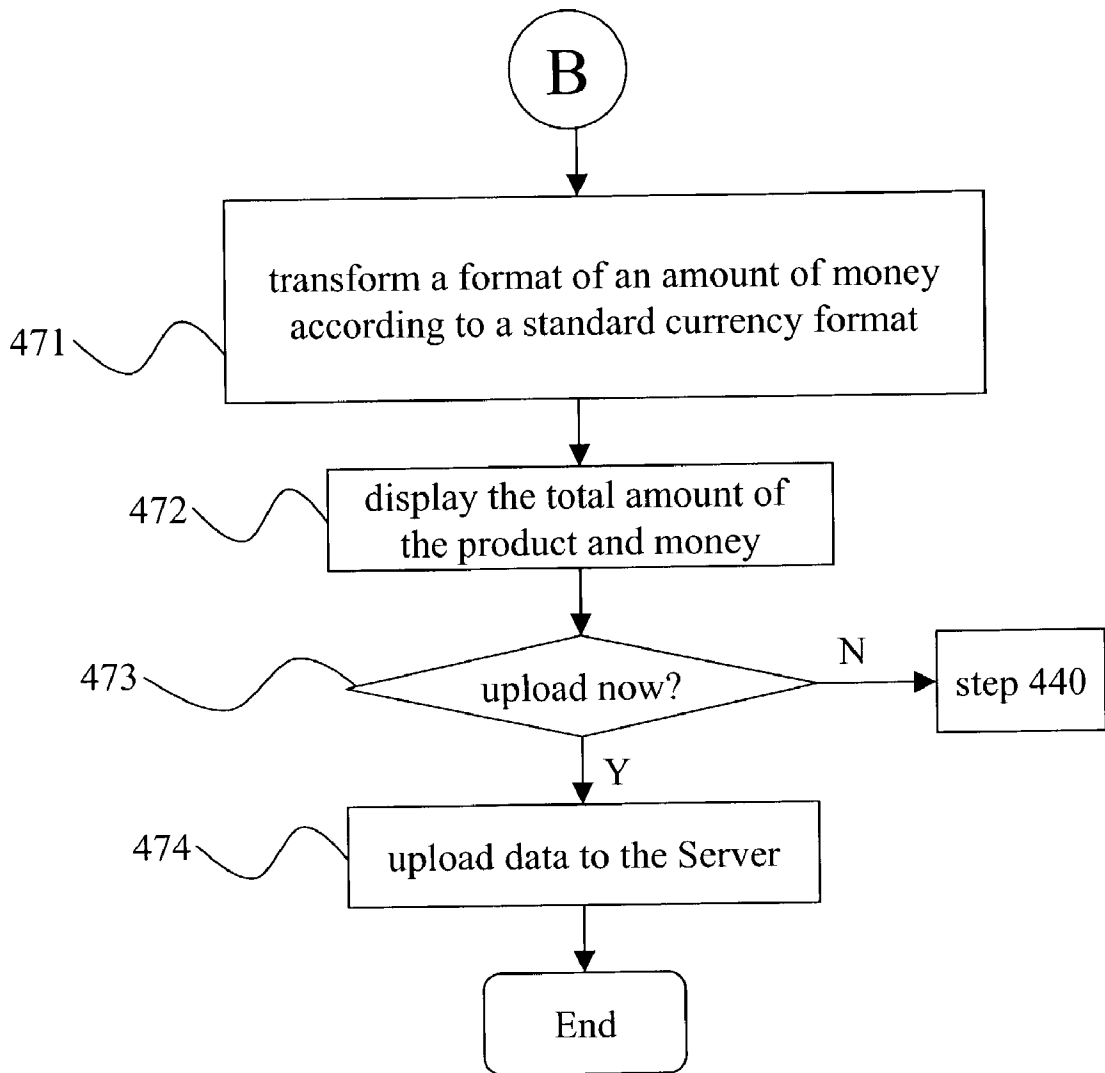 B
transform a format of an amount of money
according to a standard currency format
471
display the total amount of
the product and money
472
473
upload now?
N
step 440
Y
474
upload data to the Server
End